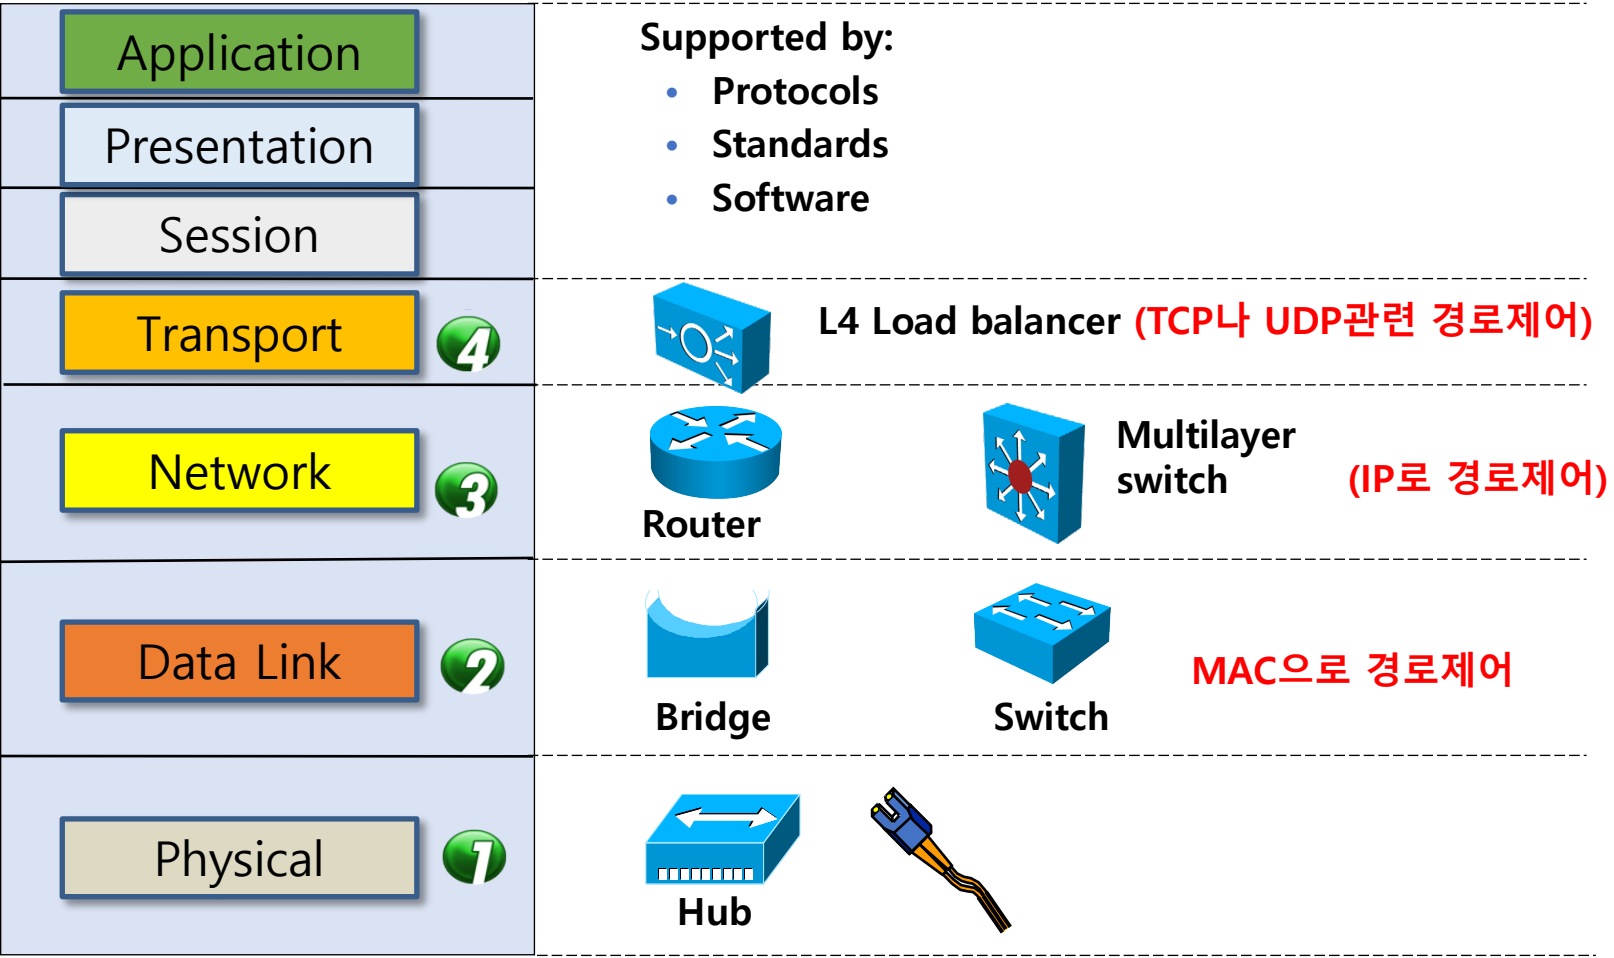 Application
Supported by:
• Protocols
Presentation
• Standards
• Software
Session
Transport
4
L4 Load balancer (TCP나 UDP관련 경로제어)
Network
3
Router
Multilayer
switch
(IP로 경로제어)
Data Link
2
Bridge
Switch
MAC으로 경로제어
Physical
1
Hub